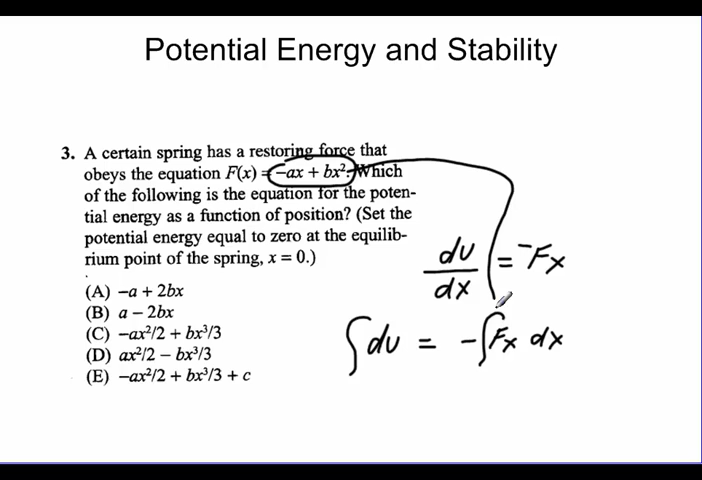 Potential Energy and Stability
3. A certain spring has a restoring force that
obeys the equation F(x) = −ax + bx². Which
of the following is the equation for the poten-
tial energy as a function of position? (Set the
potential energy equal to zero at the equilib-
rium point of the spring, x = 0.)
(A) −a + 2bx
(B) a − 2bx
(C) −ax²/2 + bx³/3
(D) ax²/2 − bx³/3
(E) −ax²/2 + bx³/3 + c
du/dx = -Fx
∫du = -∫Fx dx